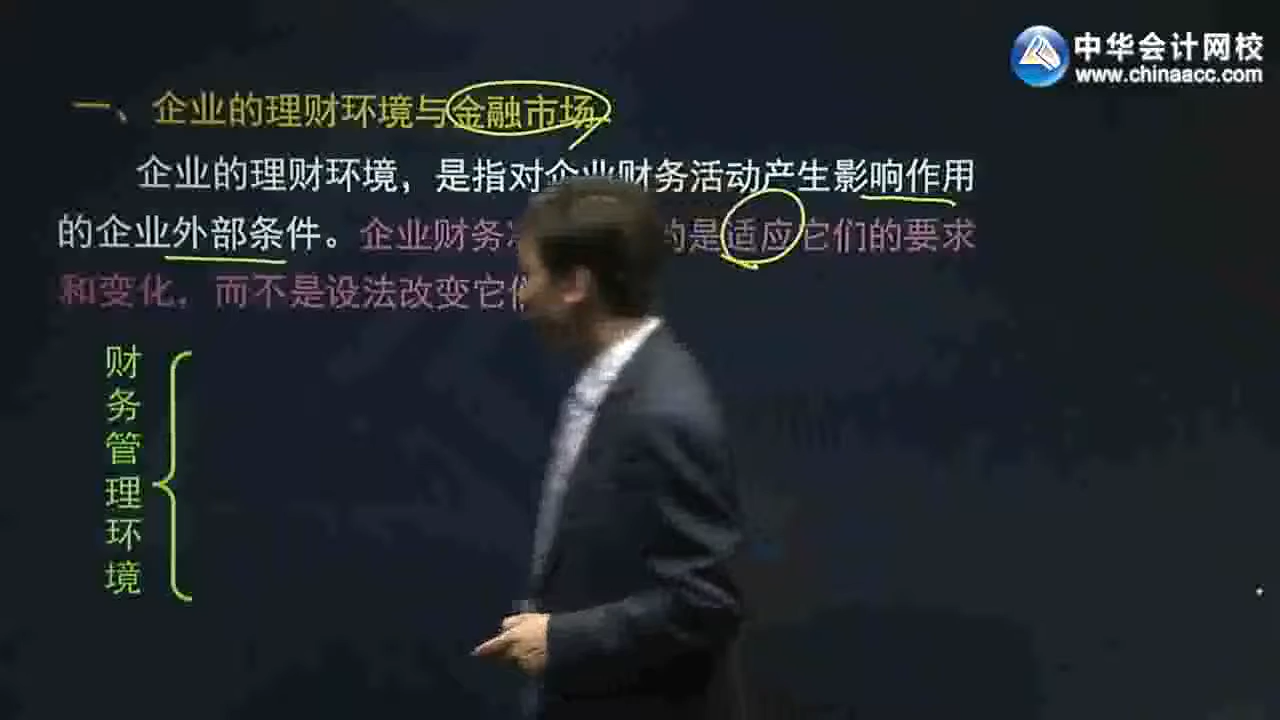 中华会计网校
www.chinaacc.com
一、企业的理财环境与金融市场
企业的理财环境，是指对企业财务活动产生影响作用
的企业外部条件。企业财务 的是适应它们的要求
和变化，而不是设法改变它
财务管理环境